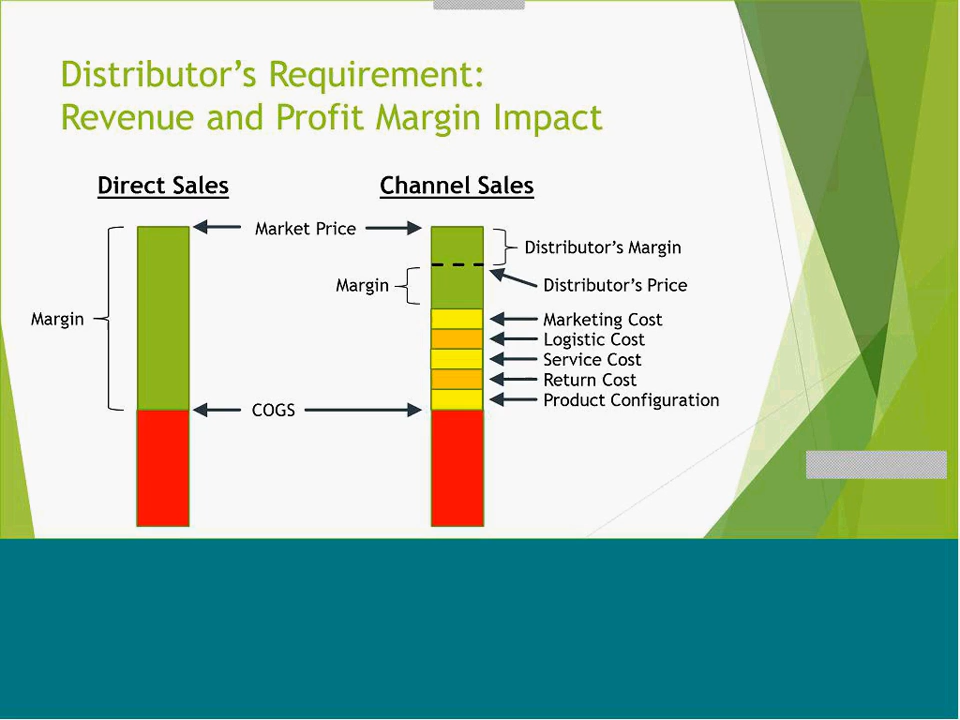 Distributor's Requirement:
Revenue and Profit Margin Impact
Direct Sales
Channel Sales
Market Price
Distributor's Margin
Margin
Distributor's Price
Margin
Marketing Cost
Logistic Cost
Service Cost
Return Cost
Product Configuration
COGS